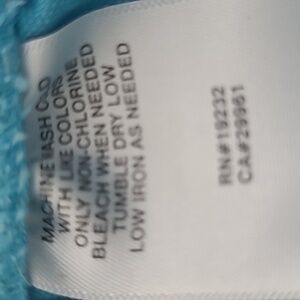 MACHINE WASH COLD
WITH LIKE COLORS
ONLY NON-CHLORINE
BLEACH WHEN NEEDED
TUMBLE DRY LOW
LOW IRON AS NEEDED
RN#19232
CA#29961